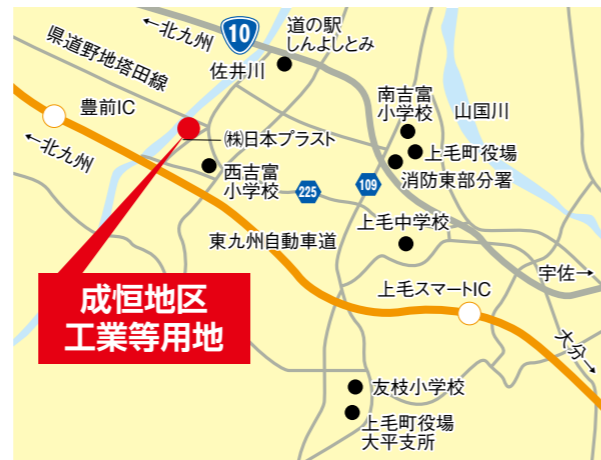 ←北九州
10
道の駅
しんよしとみ
県道野地塔田線
佐井川
豊前IC
南吉富
小学校
山国川
㈱日本プラスト
←北九州
上毛町役場
西吉富
小学校
消防東部分署
225
109
上毛中学校
東九州自動車道
宇佐→
成恒地区
工業等用地
上毛スマートIC
大分→
友枝小学校
上毛町役場
大平支所